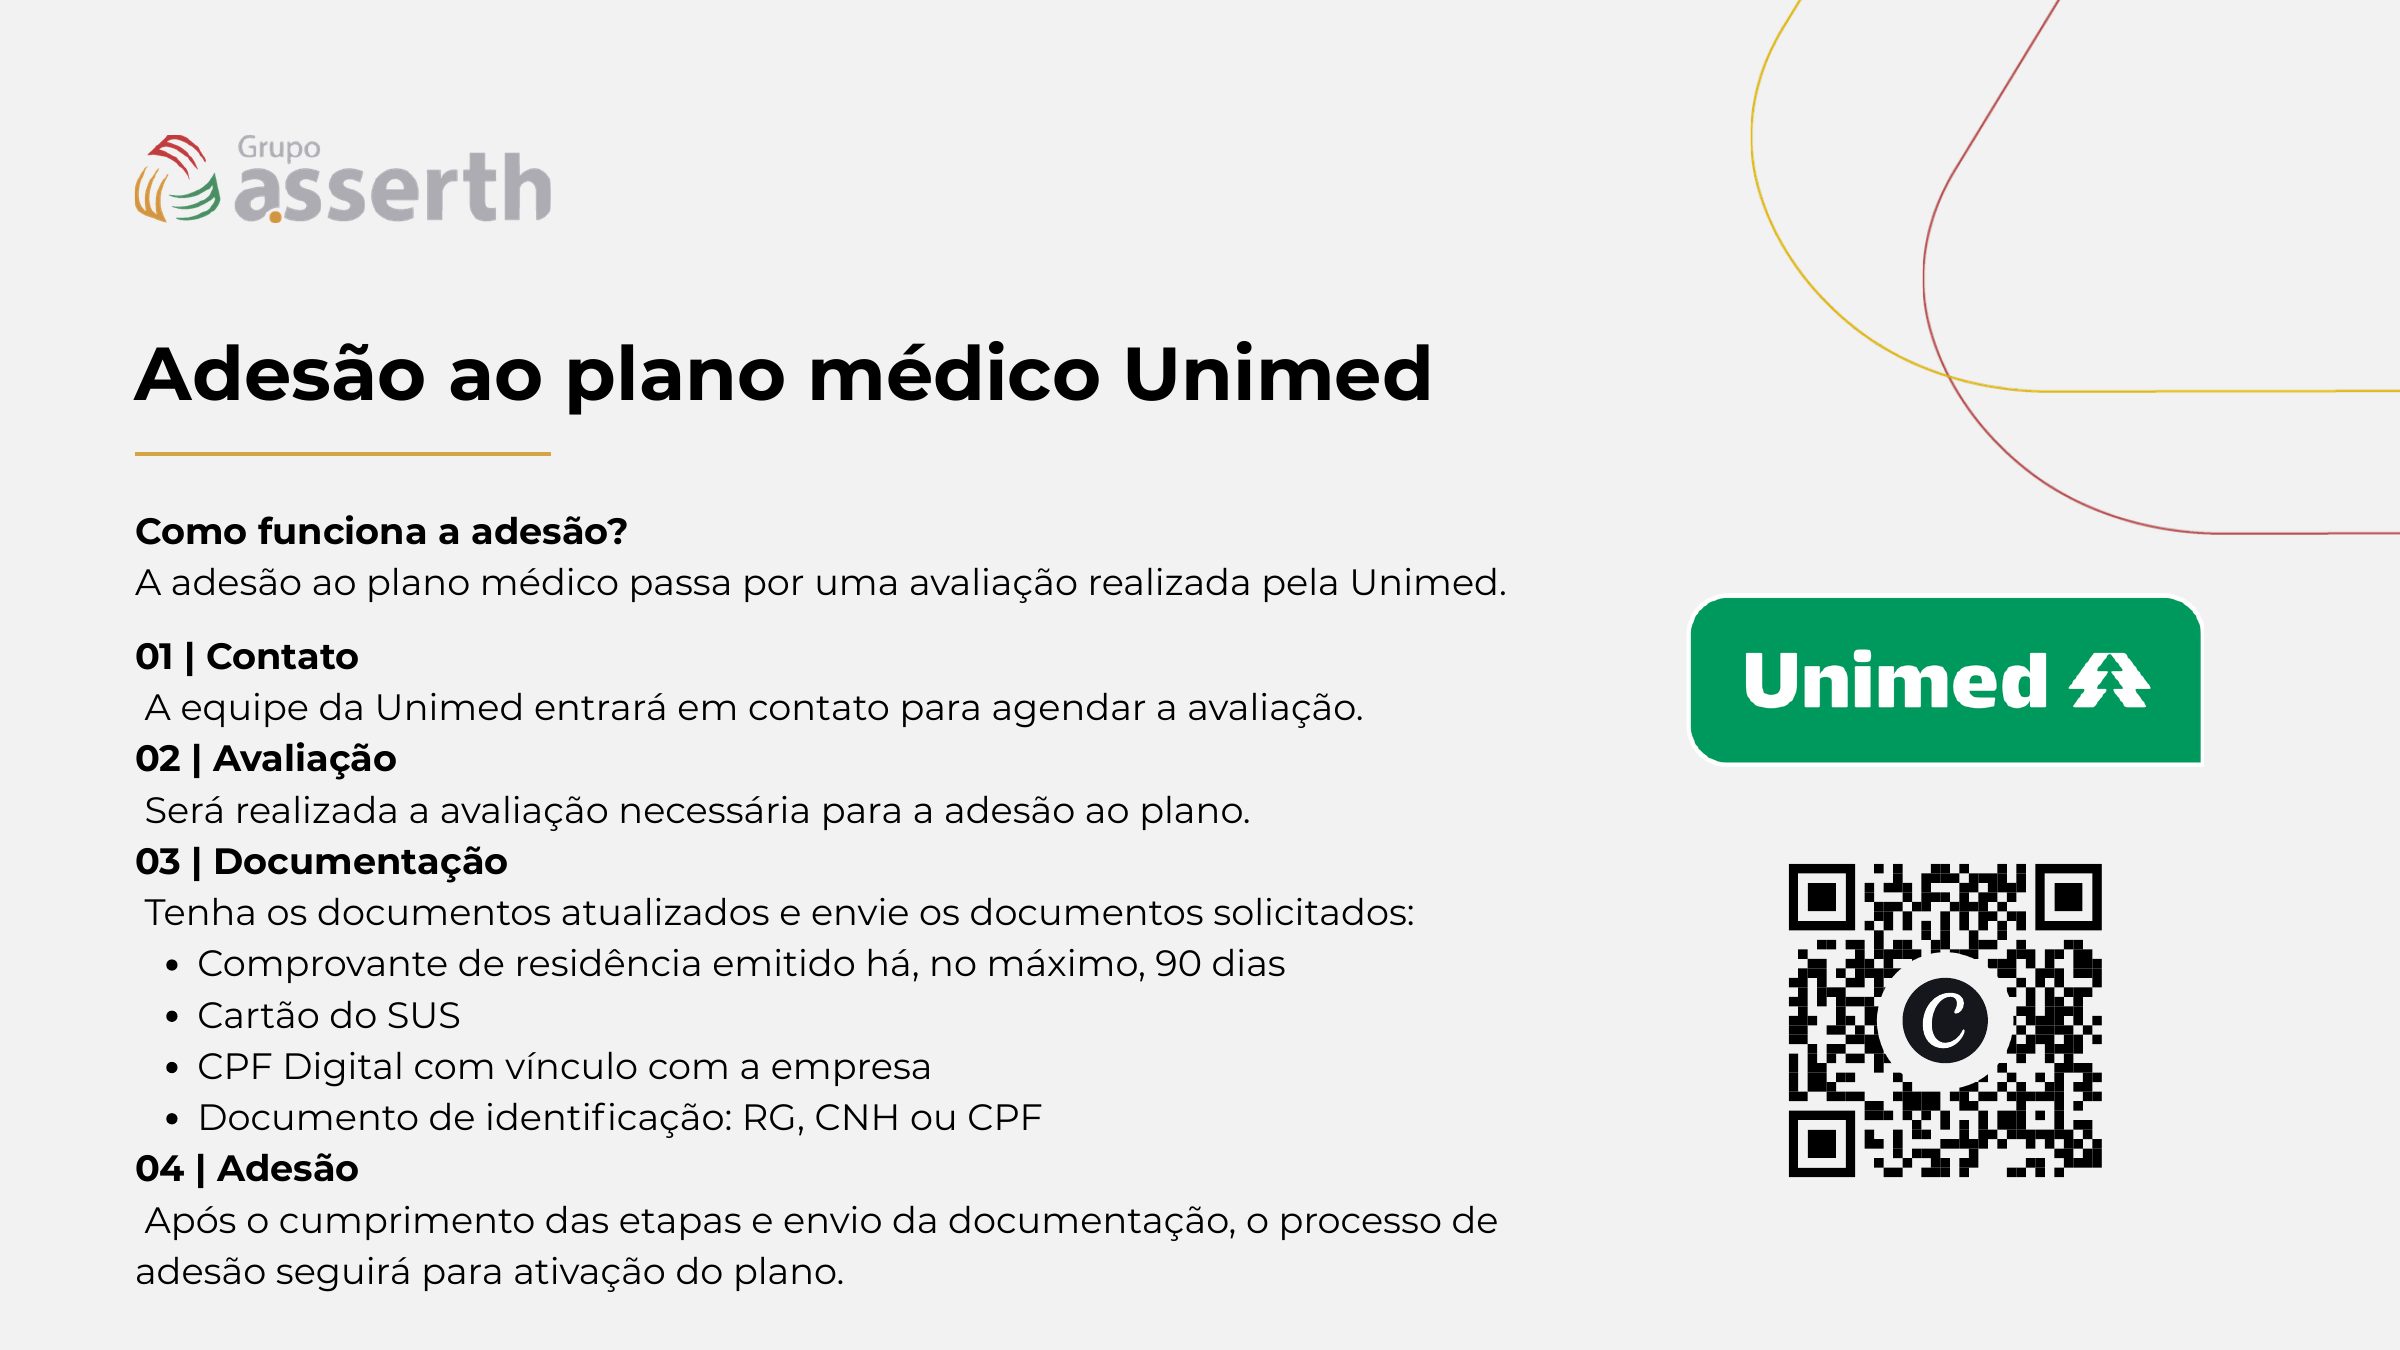 Grupo
asserth
Adesão ao plano médico Unimed
Como funciona a adesão?
A adesão ao plano médico passa por uma avaliação realizada pela Unimed.
01 | Contato
A equipe da Unimed entrará em contato para agendar a avaliação.
02 | Avaliação
Será realizada a avaliação necessária para a adesão ao plano.
03 | Documentação
Tenha os documentos atualizados e envie os documentos solicitados:
• Comprovante de residência emitido há, no máximo, 90 dias
• Cartão do SUS
• CPF Digital com vínculo com a empresa
• Documento de identificação: RG, CNH ou CPF
04 | Adesão
Após o cumprimento das etapas e envio da documentação, o processo de
adesão seguirá para ativação do plano.
Unimed
C